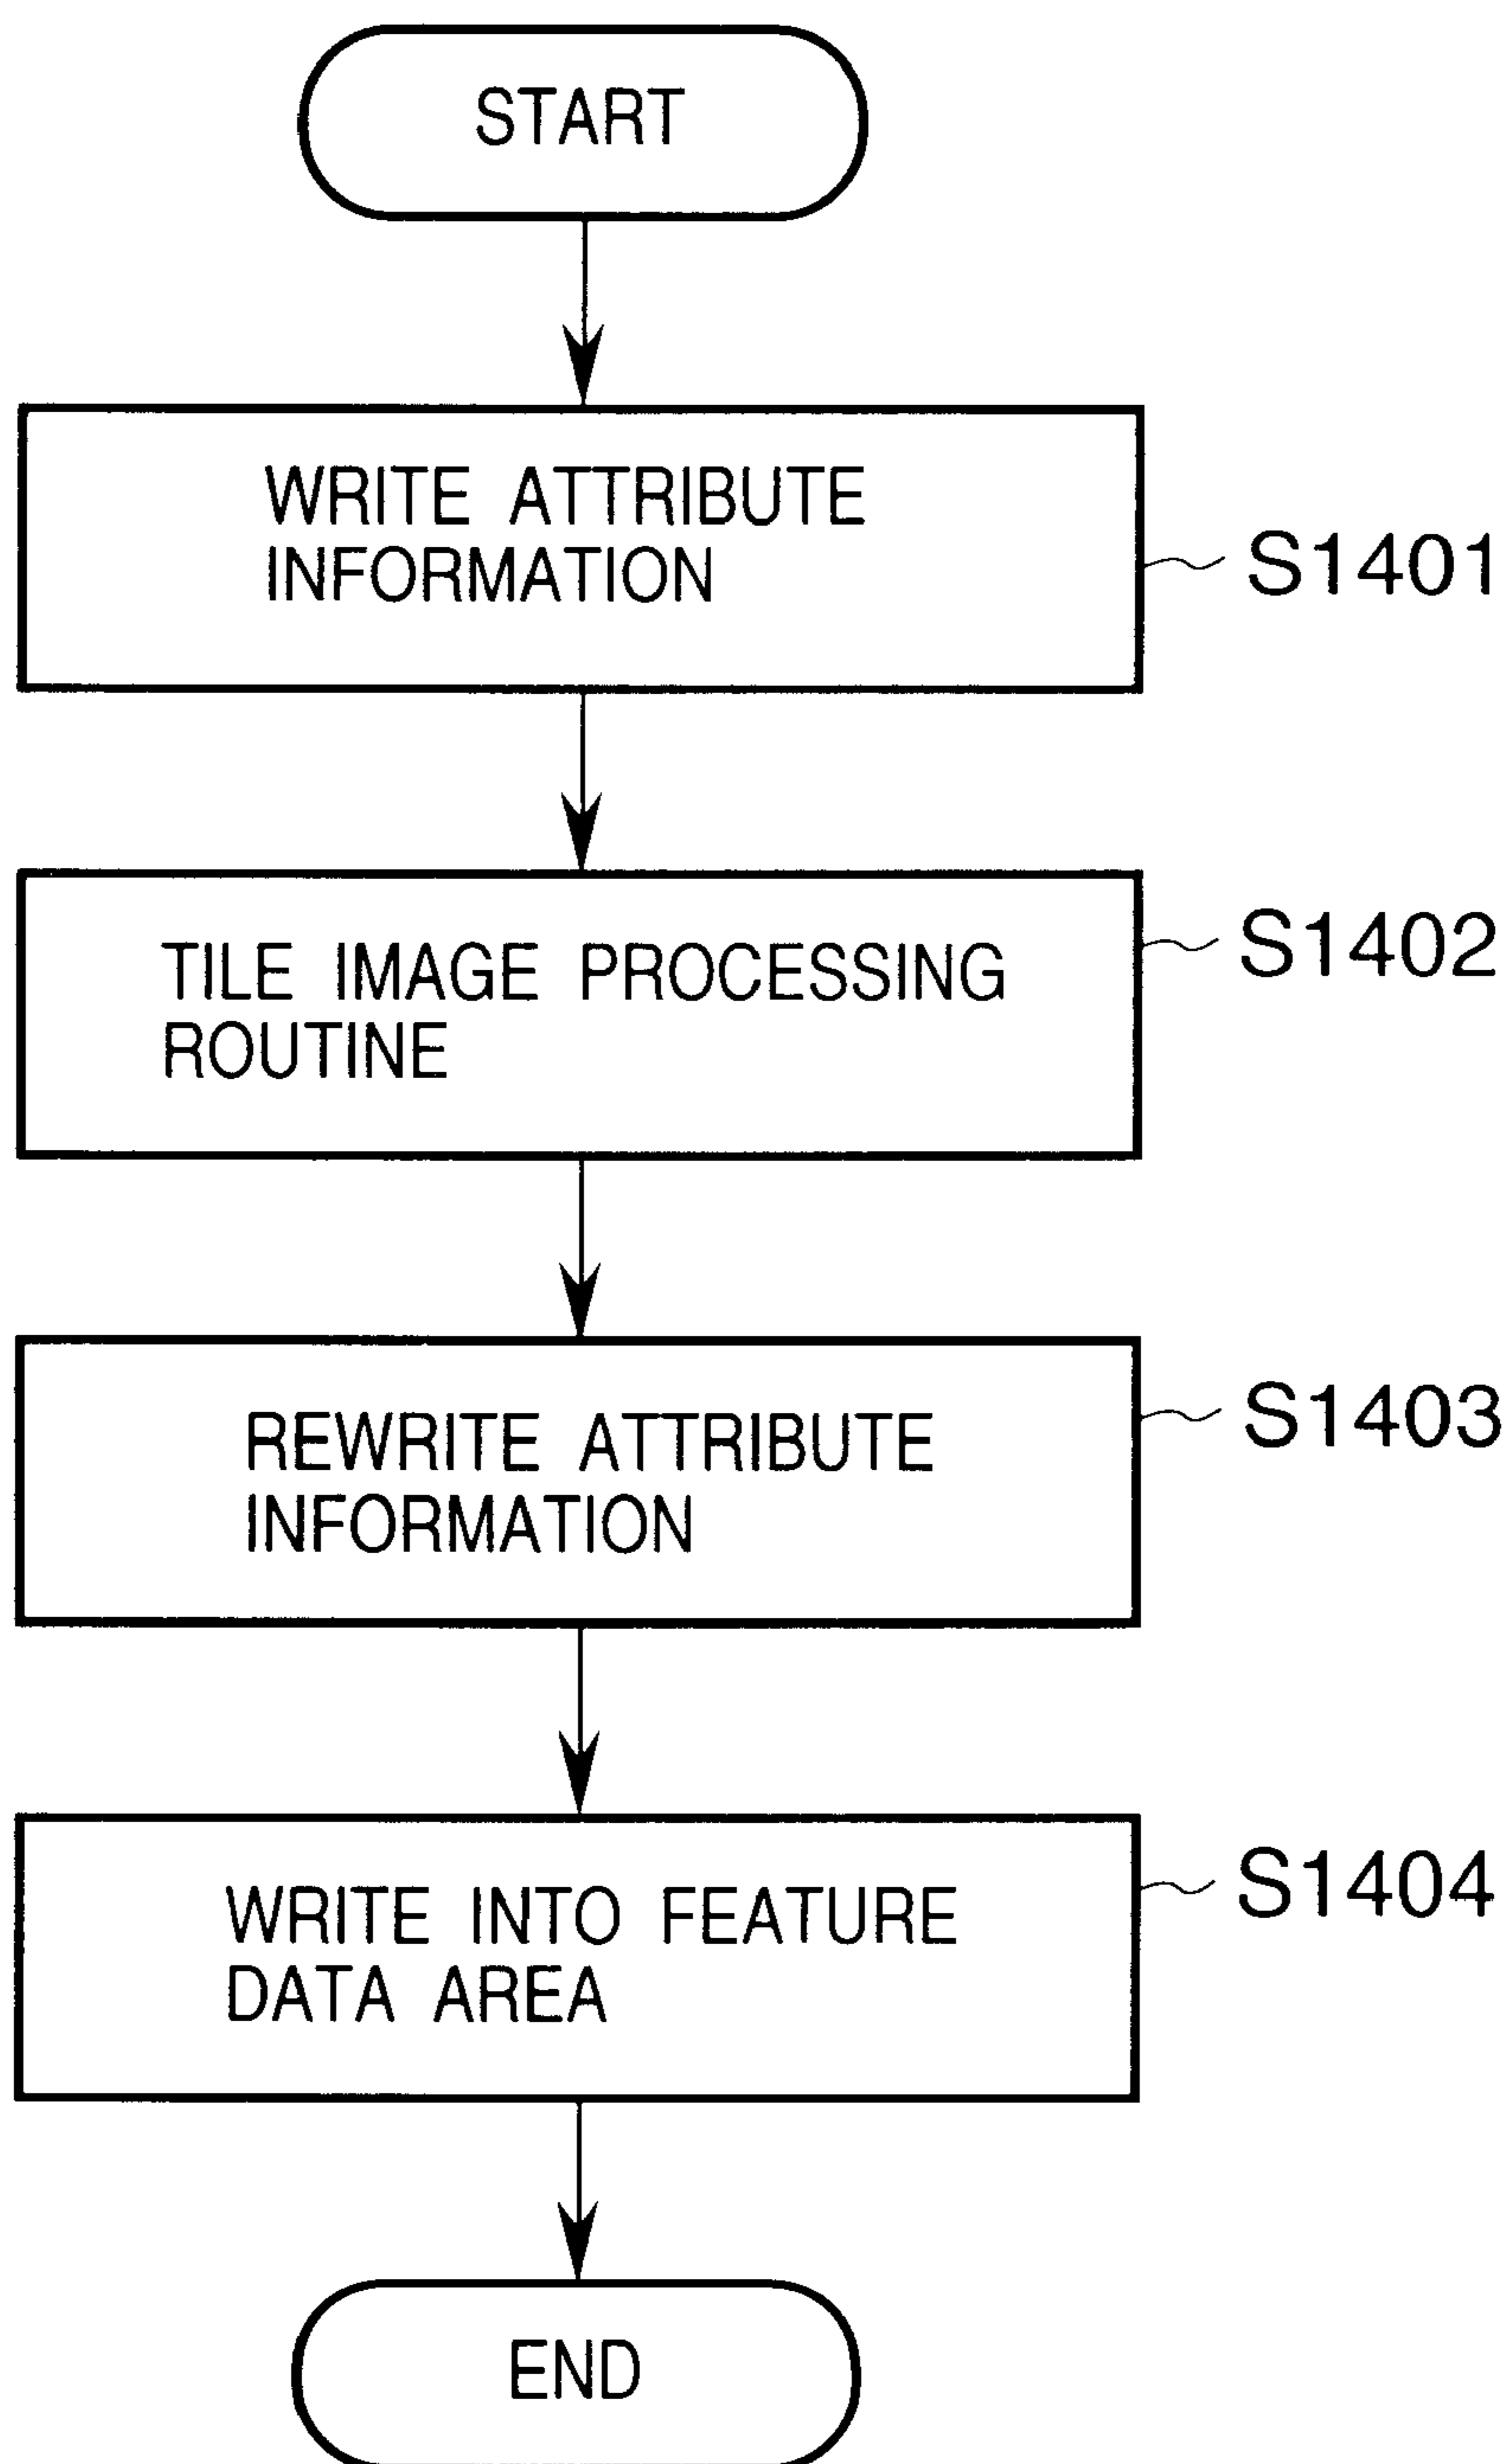 START
WRITE ATTRIBUTE
INFORMATION
S1401
TILE IMAGE PROCESSING
ROUTINE
S1402
REWRITE ATTRIBUTE
INFORMATION
S1403
WRITE INTO FEATURE
DATA AREA
S1404
END